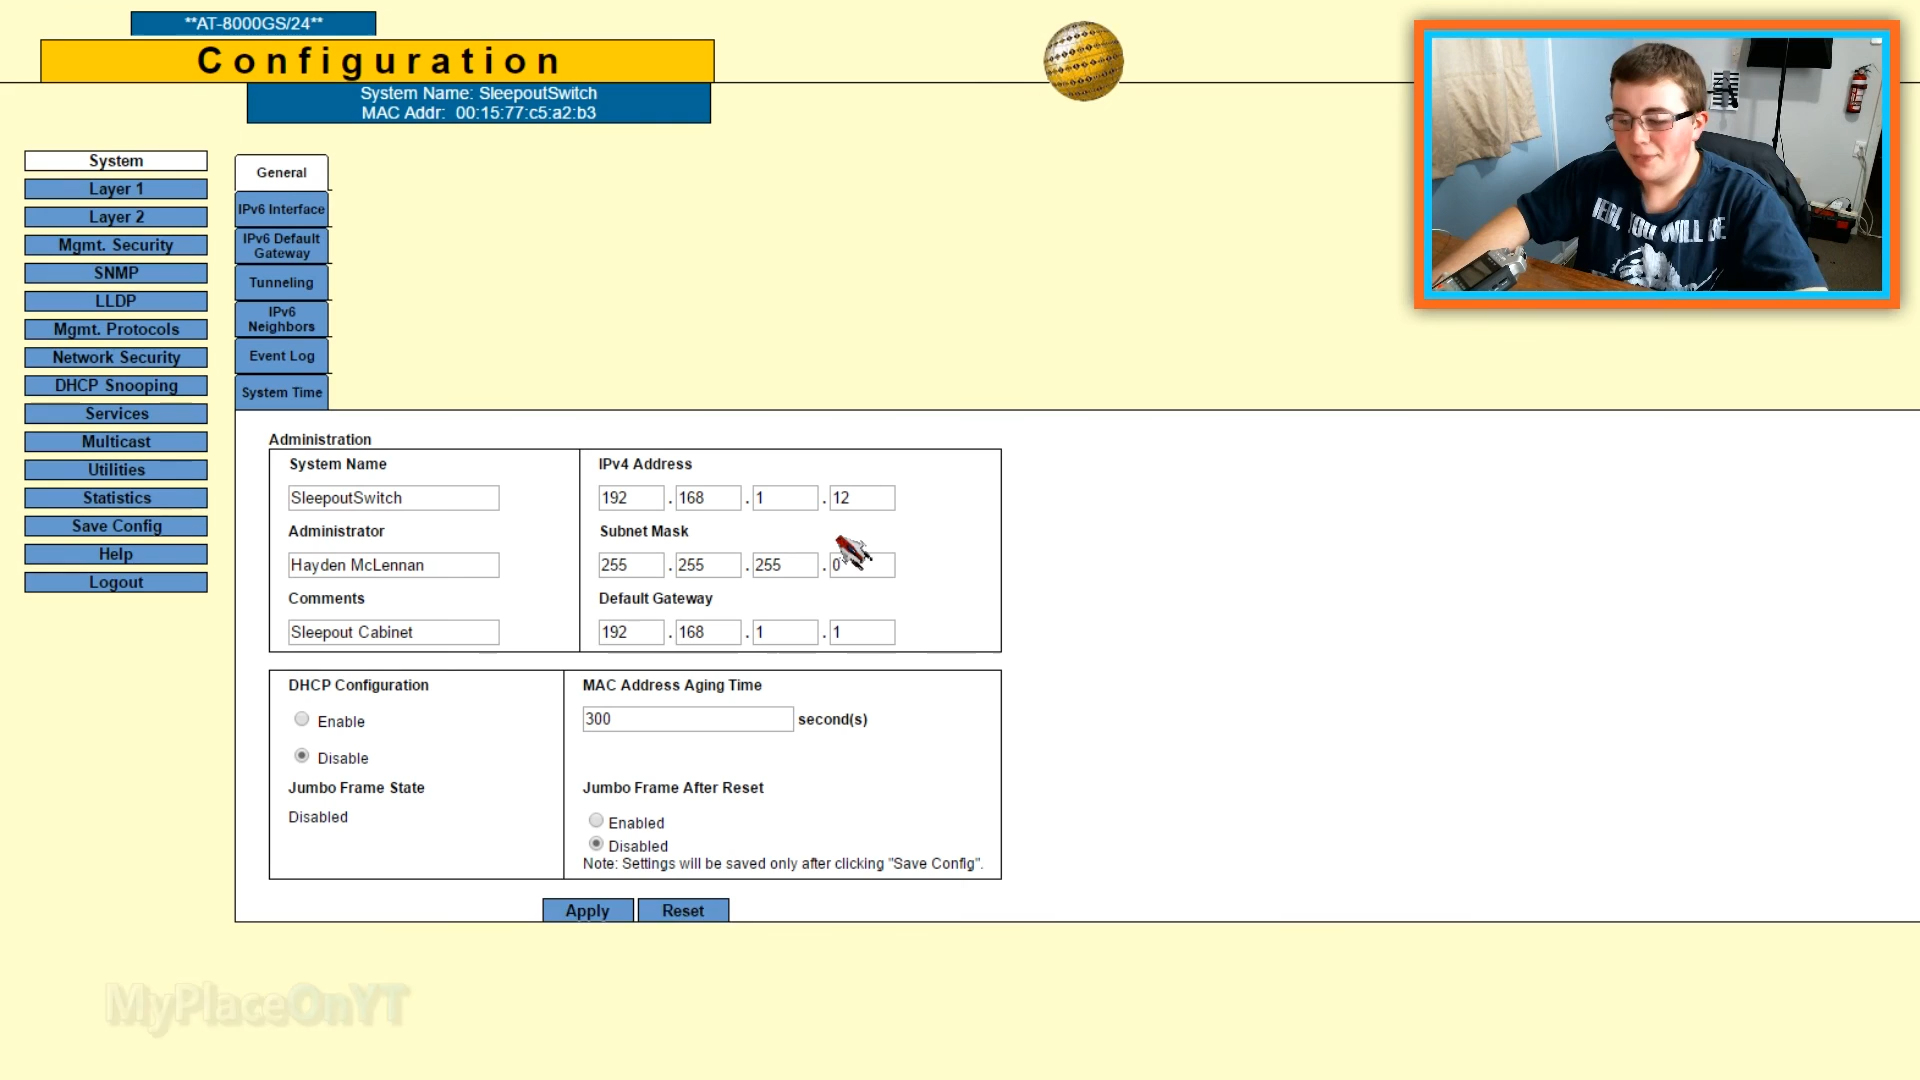 **AT-8000GS/24**
Configuration
System Name: SleepoutSwitch
MAC Addr: 00:15:77:c5:a2:b3
System
Layer 1
Layer 2
Mgmt. Security
SNMP
LLDP
Mgmt. Protocols
Network Security
DHCP Snooping
Services
Multicast
Utilities
Statistics
Save Config
Help
Logout
General
IPv6 Interface
IPv6 Default
Gateway
Tunneling
IPv6
Neighbors
Event Log
System Time
Administration
System Name
SleepoutSwitch
Administrator
Hayden McLennan
Comments
Sleepout Cabinet
IPv4 Address
192 . 168 . 1 . 12
Subnet Mask
255 . 255 . 255 . 0
Default Gateway
192 . 168 . 1 . 1
DHCP Configuration
Enable
Disable
Jumbo Frame State
Disabled
MAC Address Aging Time
300 second(s)
Jumbo Frame After Reset
Enabled
Disabled
Note: Settings will be saved only after clicking "Save Config".
Apply Reset
MyPlaceOnYT
YOU WILL BE